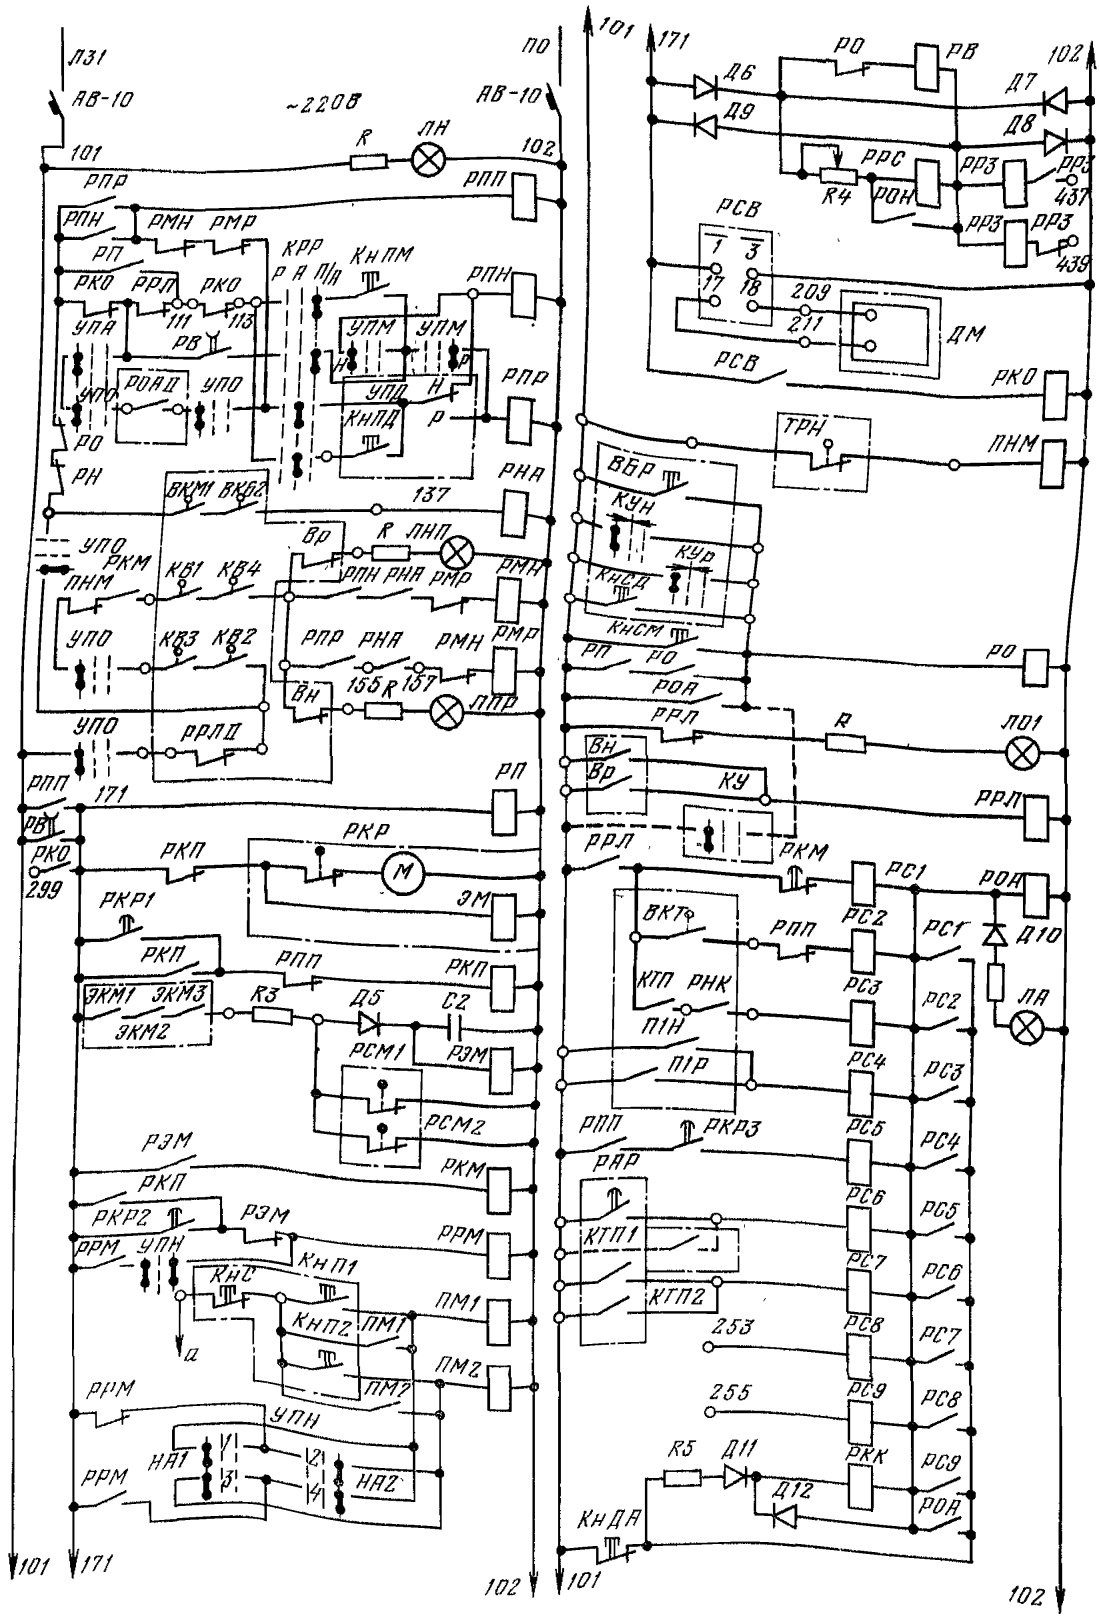 Л31
ПО
101
171
АВ-10
~220В
АВ-10
РО
РВ
102
Д6
Д7
Д9
Д8
R
ЛН
101
102
РПР
РПП
РПН
РМН
РМР
РРС
РРЗ
РРЗ
437
R4
РОН
РСВ
РРЗ
РРЗ
439
КРР
КнПМ
РП
Р
А
П/П
РПН
РКО
РРЛ
РКО
111
113
1
3
17
18
209
211
ДМ
УПА
РВ
УПМ
УПМ
Н
Р
РСВ
РКО
УПО
РОАД
УПО
УПД
Н
РПР
КнПД
Р
РО
ТРН
ПНМ
РН
ВКМ1
ВКБ2
137
РНА
ВБР
КУН
КУр
УПО
Вр
R
ЛНП
РКМ
ПНМ
КВ1
КВ4
РПН
РНА
РМР
РМН
КнСД
КнСМ
УПО
КВ3
КВ2
РПР
РНА
РМН
РМР
155
157
РП
РО
РО
РОА
Вн
R
ЛПР
УПО
РРЛД
РРЛ
R
ЛО1
Вн
КУ
Вр
РРЛ
РПП
171
РП
РВ
РКО
299
РКП
РКР
М
РРЛ
РКМ
РС1
РОА
ЭМ
РКР1
ВКТ
РПП
РС2
РС1
Д10
РКП
РПП
РКП
КТП
РНК
РС3
РС2
ЛА
ЭКМ1
ЭКМ3
ЭКМ2
R3
Д5
С2
П1Н
РСМ1
РЭМ
П1Р
РС4
РС3
РСМ2
РПП
РКР3
РС5
РС4
РЭМ
РКМ
РАР
РКП
РС6
РС5
РКР2
РЭМ
РРМ
КТП1
РРМ
УПН
КнП1
РС7
РС6
КнС
КТП2
КнП2
ПМ1
ПМ1
253
РС8
РС7
а
ПМ2
ПМ2
255
РС9
РС8
РРМ
УПН
НА1
1
2
3
4
НА2
R5
Д11
РКК
РС9
РРМ
Д12
РОА
КнДА
101
171
102
101
102